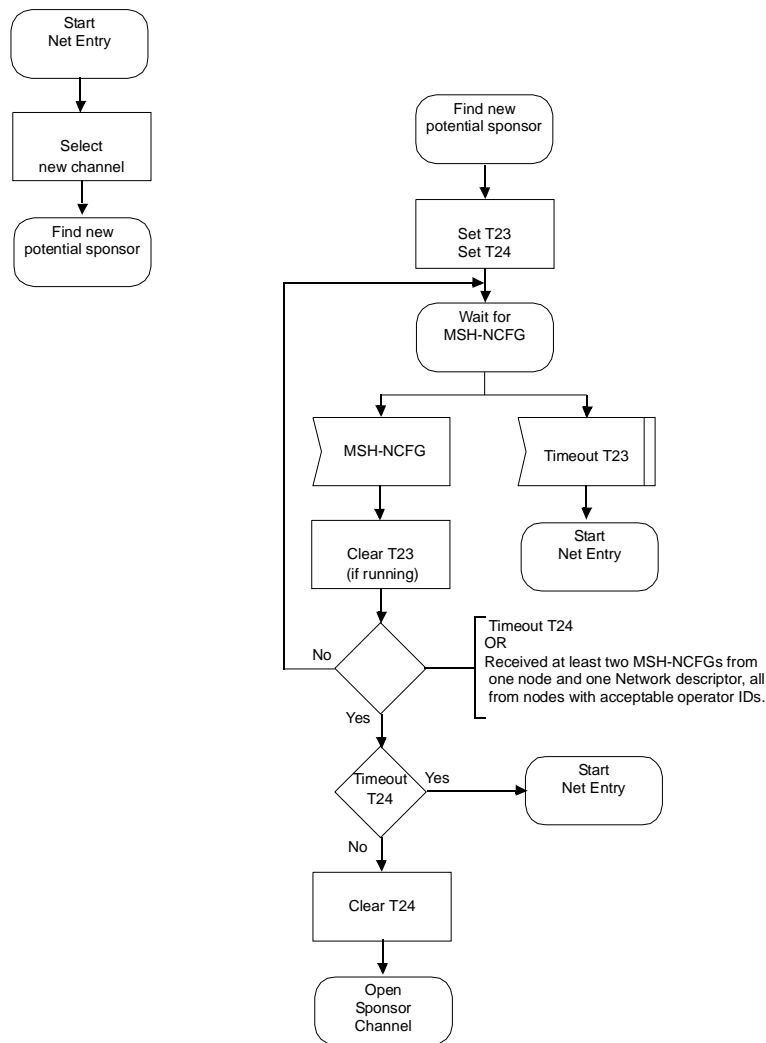 Start
Net Entry
Select
new channel
Find new
potential sponsor
Find new
potential sponsor
Set T23
Set T24
Wait for
MSH-NCFG
MSH-NCFG
Timeout T23
Clear T23
(if running)
Start
Net Entry
No
Timeout T24
OR
Received at least two MSH-NCFGs from
one node and one Network descriptor, all
from nodes with acceptable operator IDs.
Yes
Timeout
T24
Yes
Start
Net Entry
No
Clear T24
Open
Sponsor
Channel